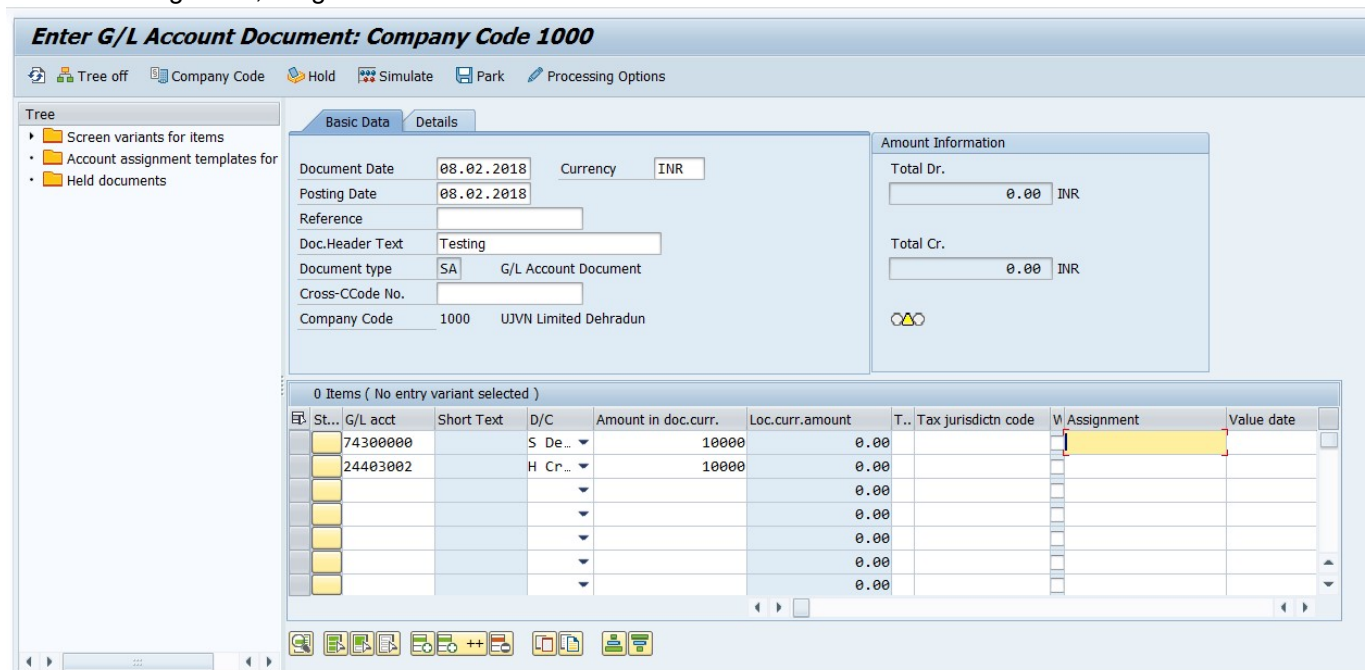 Enter G/L Account Document: Company Code 1000
Tree off Company Code Hold Simulate Park Processing Options
Tree
Screen variants for items
Account assignment templates for
Held documents
Basic Data Details
Document Date 08.02.2018 Currency INR
Posting Date 08.02.2018
Reference
Doc.Header Text Testing
Document type SA G/L Account Document
Cross-CCode No.
Company Code 1000 UJVN Limited Dehradun
Amount Information
Total Dr.
0.00 INR
Total Cr.
0.00 INR
0 Items ( No entry variant selected )
St... G/L acct Short Text D/C Amount in doc.curr. Loc.curr.amount T.. Tax jurisdictn code W Assignment Value date
74300000 S De… 10000 0.00
24403002 H Cr… 10000 0.00
0.00
0.00
0.00
0.00
0.00